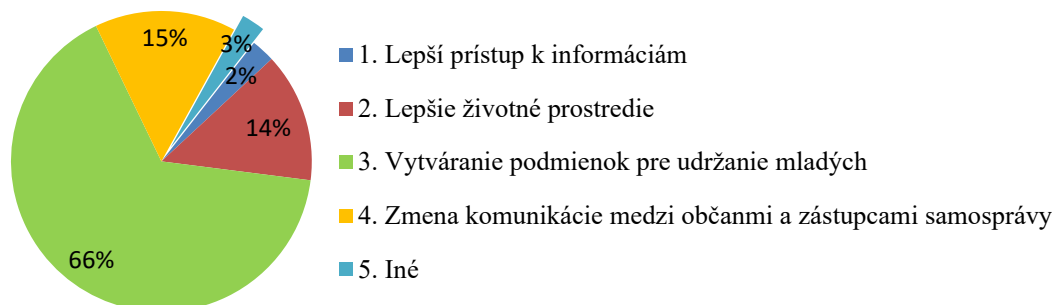 15%
3%
2%
14%
66%
1. Lepší prístup k informáciám
2. Lepšie životné prostredie
3. Vytváranie podmienok pre udržanie mladých
4. Zmena komunikácie medzi občanmi a zástupcami samosprávy
5. Iné